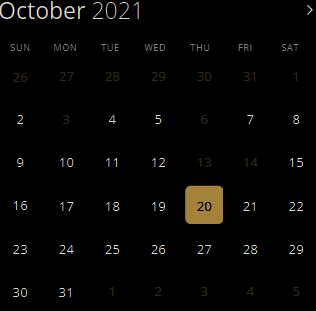 October 2021
SUN MON TUE WED THU FRI SAT
26 27 28 29 30 31 1
2 3 4 5 6 7 8
9 10 11 12 13 14 15
16 17 18 19 20 21 22
23 24 25 26 27 28 29
30 31 1 2 3 4 5